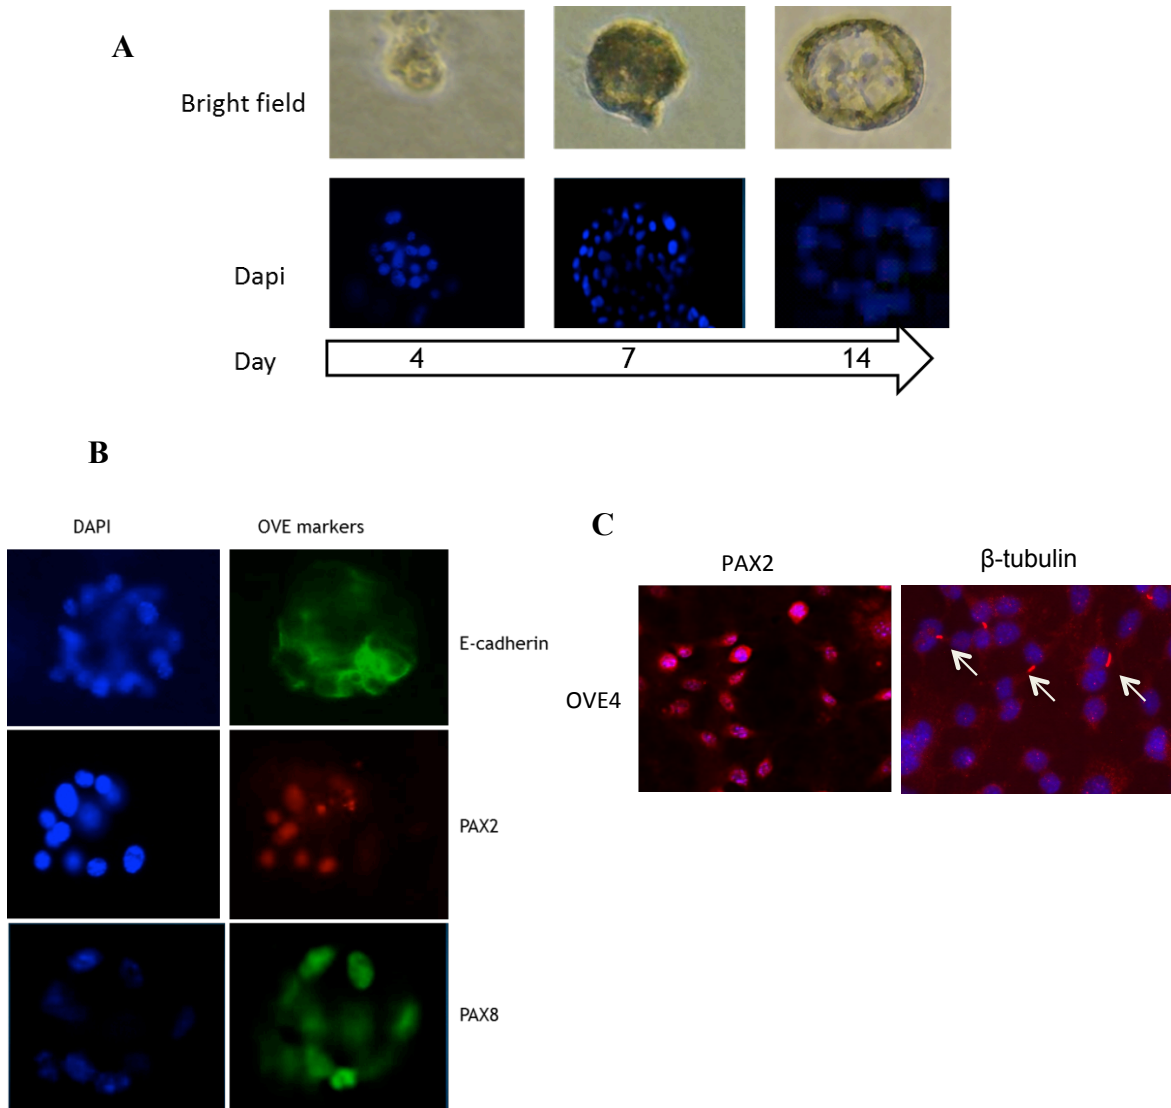 A
Bright field
Dapi
Day
4
7
14
B
DAPI
OVE markers
E-cadherin
PAX2
PAX8
C
PAX2
β-tubulin
OVE4